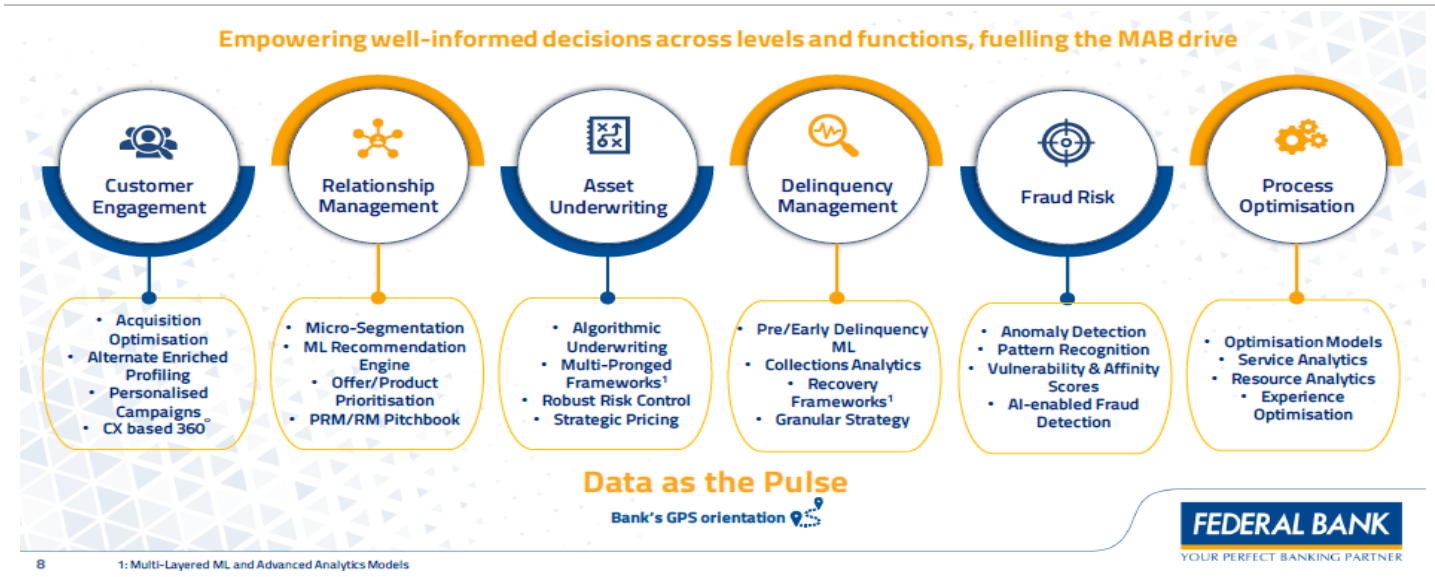 Empowering well-informed decisions across levels and functions, fuelling the MAB drive
Customer
Engagement
• Acquisition
Optimisation
• Alternate Enriched
Profiling
• Personalised
Campaigns
• CX based 360°
Relationship
Management
• Micro-Segmentation
• ML Recommendation
Engine
• Offer/Product
Prioritisation
• PRM/RM Pitchbook
Asset
Underwriting
• Algorithmic
Underwriting
• Multi-Pronged
Frameworks¹
• Robust Risk Control
• Strategic Pricing
Delinquency
Management
• Pre/Early Delinquency
ML
• Collections Analytics
• Recovery
Frameworks¹
• Granular Strategy
Fraud Risk
• Anomaly Detection
• Pattern Recognition
• Vulnerability & Affinity
Scores
• AI-enabled Fraud
Detection
Process
Optimisation
• Optimisation Models
• Service Analytics
• Resource Analytics
• Experience
Optimisation
Data as the Pulse
Bank's GPS orientation
FEDERAL BANK
YOUR PERFECT BANKING PARTNER
8
1: Multi-Layered ML and Advanced Analytics Models